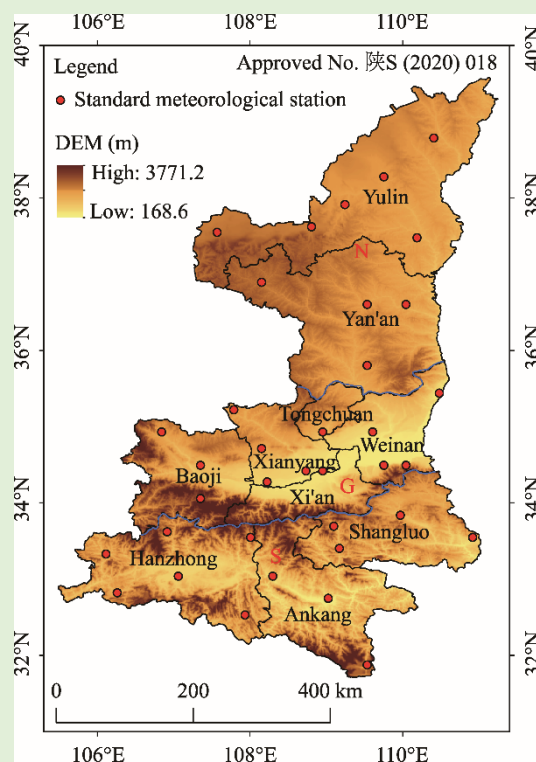 106°E 108°E 110°E
40°N 40°N
Legend Approved No. 陕S (2020) 018
Standard meteorological station
DEM (m)
High: 3771.2
Low: 168.6
38°N 38°N
Yulin
N
Yan'an
36°N 36°N
Tongchuan
Weinan
Xianyang
Baoji
G
34°N 34°N
Xi'an
Shangluo
Hanzhong
S
Ankang
32°N 32°N
0 200 400 km
106°E 108°E 110°E